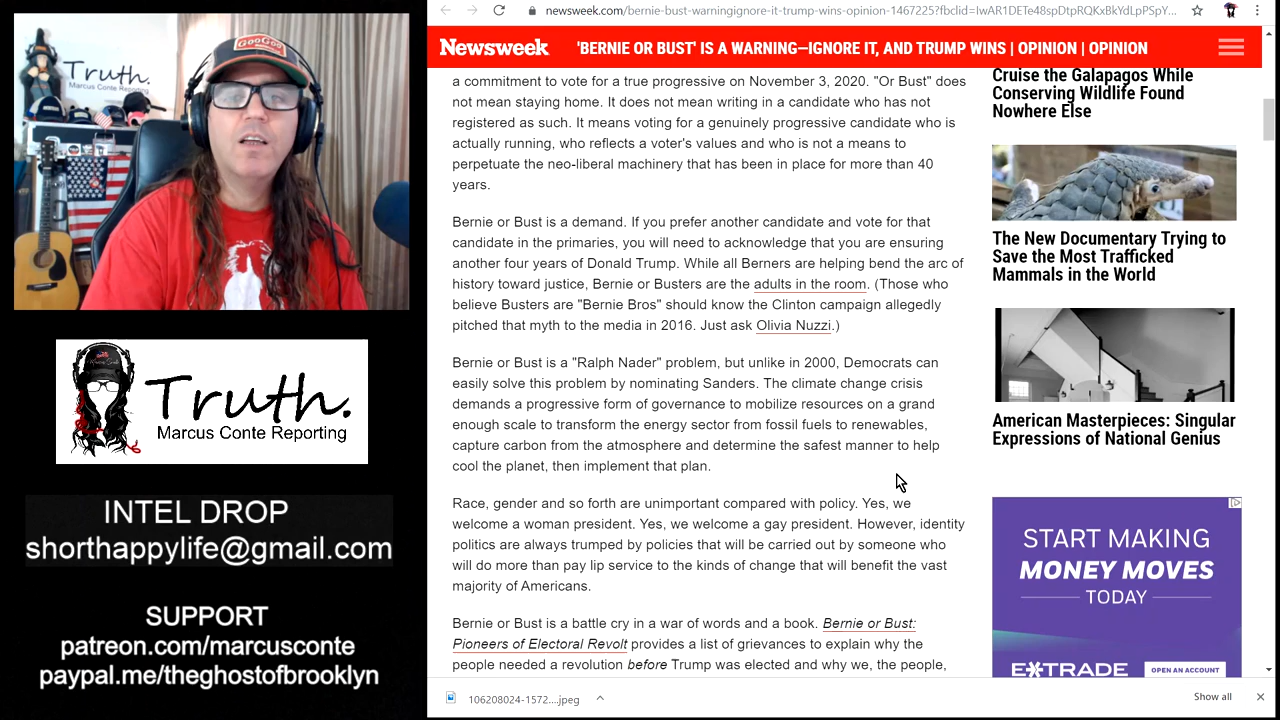 Truth.
Marcus Conte Reporting
GooGoo
Truth.
Marcus Conte Reporting
INTEL DROP
shorthappylife@gmail.com
SUPPORT
patreon.com/marcusconte
paypal.me/theghostofbrooklyn
newsweek.com/bernie-bust-warningignore-it-trump-wins-opinion-1467225?fbclid=IwAR1DETe48spDtpRQKxBkYdLpPSpY...
Newsweek
'BERNIE OR BUST' IS A WARNING—IGNORE IT, AND TRUMP WINS | OPINION | OPINION
a commitment to vote for a true progressive on November 3, 2020. "Or Bust" does
not mean staying home. It does not mean writing in a candidate who has not
registered as such. It means voting for a genuinely progressive candidate who is
actually running, who reflects a voter's values and who is not a means to
perpetuate the neo-liberal machinery that has been in place for more than 40
years.
Bernie or Bust is a demand. If you prefer another candidate and vote for that
candidate in the primaries, you will need to acknowledge that you are ensuring
another four years of Donald Trump. While all Berners are helping bend the arc of
history toward justice, Bernie or Busters are the adults in the room. (Those who
believe Busters are "Bernie Bros" should know the Clinton campaign allegedly
pitched that myth to the media in 2016. Just ask Olivia Nuzzi.)
Bernie or Bust is a "Ralph Nader" problem, but unlike in 2000, Democrats can
easily solve this problem by nominating Sanders. The climate change crisis
demands a progressive form of governance to mobilize resources on a grand
enough scale to transform the energy sector from fossil fuels to renewables,
capture carbon from the atmosphere and determine the safest manner to help
cool the planet, then implement that plan.
Race, gender and so forth are unimportant compared with policy. Yes, we
welcome a woman president. Yes, we welcome a gay president. However, identity
politics are always trumped by policies that will be carried out by someone who
will do more than pay lip service to the kinds of change that will benefit the vast
majority of Americans.
Bernie or Bust is a battle cry in a war of words and a book. Bernie or Bust:
Pioneers of Electoral Revolt provides a list of grievances to explain why the
people needed a revolution before Trump was elected and why we, the people,
Cruise the Galapagos While
Conserving Wildlife Found
Nowhere Else
The New Documentary Trying to
Save the Most Trafficked
Mammals in the World
American Masterpieces: Singular
Expressions of National Genius
START MAKING
MONEY MOVES
TODAY
E*TRADE
OPEN AN ACCOUNT
106208024-1572....jpeg
Show all